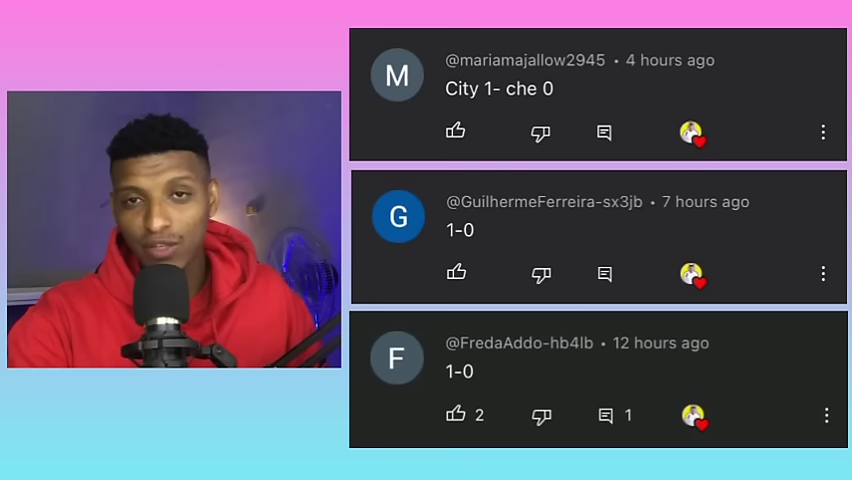 M
@mariamajallow2945 • 4 hours ago
City 1- che 0
G
@GuilhermeFerreira-sx3jb • 7 hours ago
1-0
F
@FredaAddo-hb4lb • 12 hours ago
1-0
2 1